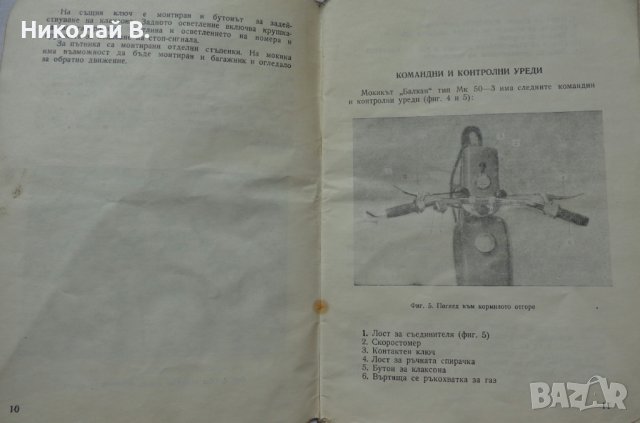 Николай В.
На същия ключ е монтиран и бутонът за задей-
ствуване на клаксона. Задното осветление включва крушка-
и осветлението на номера и
стоп-сигнала.
За пътника са монтирани отделни стъпенки. На мокика
има възможност да бъде монтиран и багажник и огледало
за обратно движение.
10
КОМАНДНИ И КОНТРОЛНИ УРЕДИ
Мокикът „Балкан“ тип Мк 50—3 има следните командни
и контролни уреди (фиг. 4 и 5):
Фиг. 5. Поглед към кормилото отгоре
1. Лост за съединителя (фиг. 5)
2. Скоростомер
3. Контактен ключ
4. Лост за ръчната спирачка
5. Бутон за клаксона
6. Въртяща се ръкохватка за газ
11
BAZAR